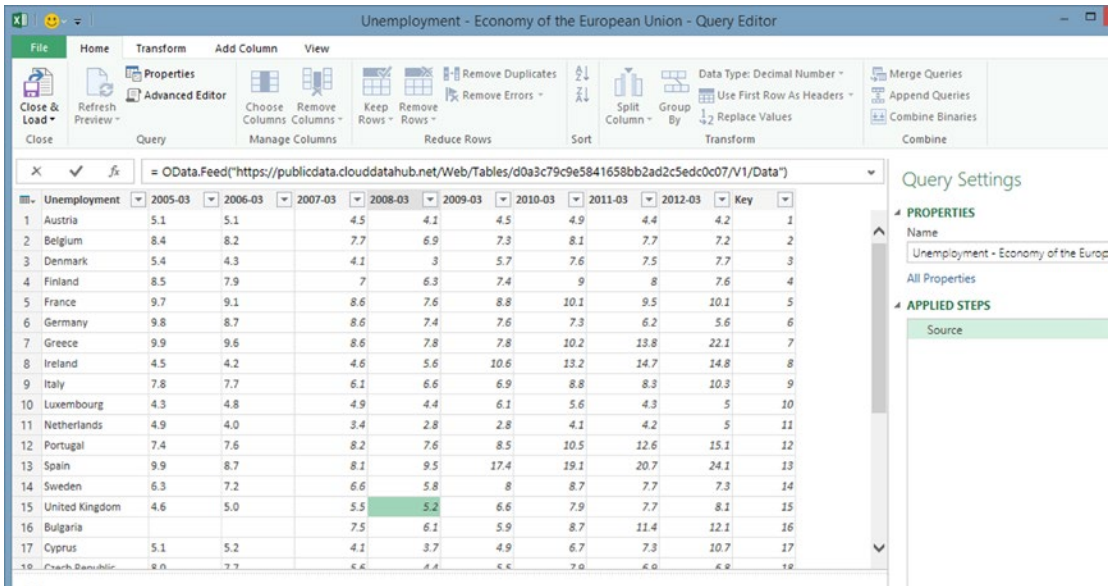 Unemployment - Economy of the European Union - Query Editor
File Home Transform Add Column View
Close & Load
Refresh Preview
Properties
Advanced Editor
Choose Columns
Remove Columns
Keep Rows
Remove Rows
Remove Duplicates
Remove Errors
Split Column
Group By
Data Type: Decimal Number
Use First Row As Headers
Replace Values
Merge Queries
Append Queries
Combine Binaries
Close Query Manage Columns Reduce Rows Sort Transform Combine
fx = OData.Feed("https://publicdata.clouddatahub.net/Web/Tables/d0a3c79c9e5841658bb2ad2c5edc0c07/V1/Data")
Unemployment 2005-03 2006-03 2007-03 2008-03 2009-03 2010-03 2011-03 2012-03 Key
1 Austria 5.1 5.1 4.5 4.1 4.5 4.9 4.4 4.2 1
2 Belgium 8.4 8.2 7.7 6.9 7.3 8.1 7.7 7.2 2
3 Denmark 5.4 4.3 4.1 3 5.7 7.6 7.5 7.7 3
4 Finland 8.5 7.9 7 6.3 7.4 9 8 7.6 4
5 France 9.7 9.1 8.6 7.6 8.8 10.1 9.5 10.1 5
6 Germany 9.8 8.7 8.6 7.4 7.6 7.3 6.2 5.6 6
7 Greece 9.9 9.6 8.6 7.8 7.8 10.2 13.8 22.1 7
8 Ireland 4.5 4.2 4.6 5.6 10.6 13.2 14.7 14.8 8
9 Italy 7.8 7.7 6.1 6.6 6.9 8.8 8.3 10.3 9
10 Luxembourg 4.3 4.8 4.9 4.4 6.1 5.6 4.3 5 10
11 Netherlands 4.9 4.0 3.4 2.8 2.8 4.1 4.2 5 11
12 Portugal 7.4 7.6 8.2 7.6 8.5 10.5 12.6 15.1 12
13 Spain 9.9 8.7 8.1 9.5 17.4 19.1 20.7 24.1 13
14 Sweden 6.3 7.2 6.6 5.8 8 8.7 7.7 7.3 14
15 United Kingdom 4.6 5.0 5.5 5.2 6.6 7.9 7.7 8.1 15
16 Bulgaria 7.5 6.1 5.9 8.7 11.4 12.1 16
17 Cyprus 5.1 5.2 4.1 3.7 4.9 6.7 7.3 10.7 17
18 Czech Republic 8.0 7.7 5.6 4.4 5.5 7.9 6.9 6.8 18
Query Settings
PROPERTIES
Name
Unemployment - Economy of the Europ
All Properties
APPLIED STEPS
Source